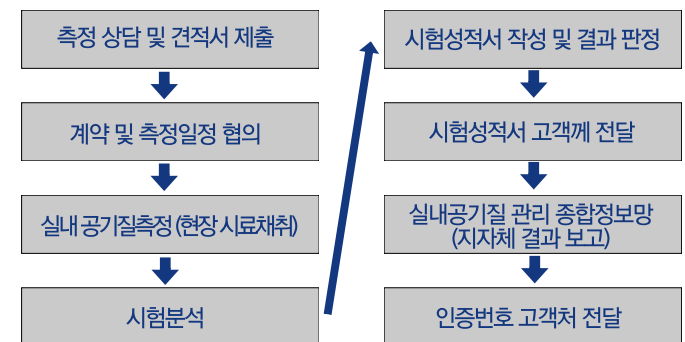 측정 상담 및 견적서 제출
계약 및 측정일정 협의
실내 공기질측정 (현장 시료채취)
시험분석
시험성적서 작성 및 결과 판정
시험성적서 고객께 전달
실내공기질 관리 종합정보망
(지자체 결과 보고)
인증번호 고객처 전달